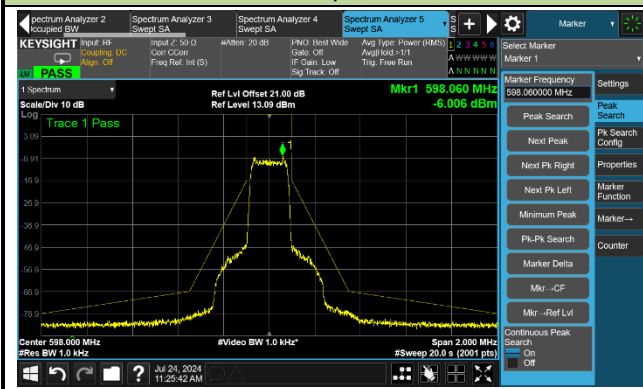 pectrum Analyzer 2
ccupied BW
Spectrum Analyzer 3
Swept SA
Spectrum Analyzer 4
Swept SA
Spectrum Analyzer 5
Swept SA
S
S
Marker
KEYSIGHT
Input: RF
Coupling: DC
Align: Off
Input Z: 50 Ω
Corr CCorr
Freq Ref: Int (S)
#Atten: 20 dB
PNO: Best Wide
Gate: Off
IF Gain: Low
Sig Track: Off
Avg Type: Power (RMS)
Avg|Hold:>1/1
Trig: Free Run
1 2 3 4 5 6
A W W W W W
A N N N N N
PASS
Select Marker
Marker 1
1 Spectrum
Scale/Div 10 dB
Ref Lvl Offset 21.00 dB
Ref Level 13.09 dBm
Mkr1 598.060 MHz
-6.006 dBm
Log
Trace 1 Pass
1
3.09
-6.91
-16.9
-26.9
-36.9
-46.9
-56.9
-66.9
-76.9
Center 598.000 MHz
#Res BW 1.0 kHz
#Video BW 1.0 kHz*
Span 2.000 MHz
#Sweep 20.0 s (2001 pts)
Marker Frequency
598.060000 MHz
Peak Search
Next Peak
Next Pk Right
Next Pk Left
Minimum Peak
Pk-Pk Search
Marker Delta
Mkr→CF
Mkr→Ref Lvl
Continuous Peak
Search
On
Off
Settings
Peak
Search
Pk Search
Config
Properties
Marker
Function
Marker→
Counter
?
Jul 24, 2024
11:25:42 AM